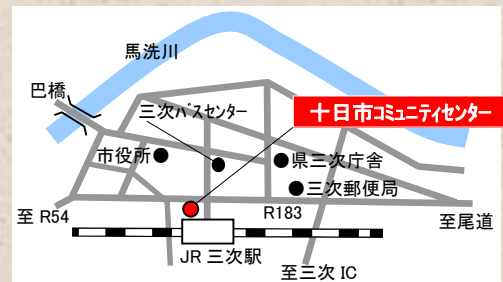 馬洗川
巴橋
三次バスセンター
十日市コミュニティセンター
市役所
県三次庁舎
三次郵便局
至 R54
R183
至尾道
JR 三次駅
至三次 IC